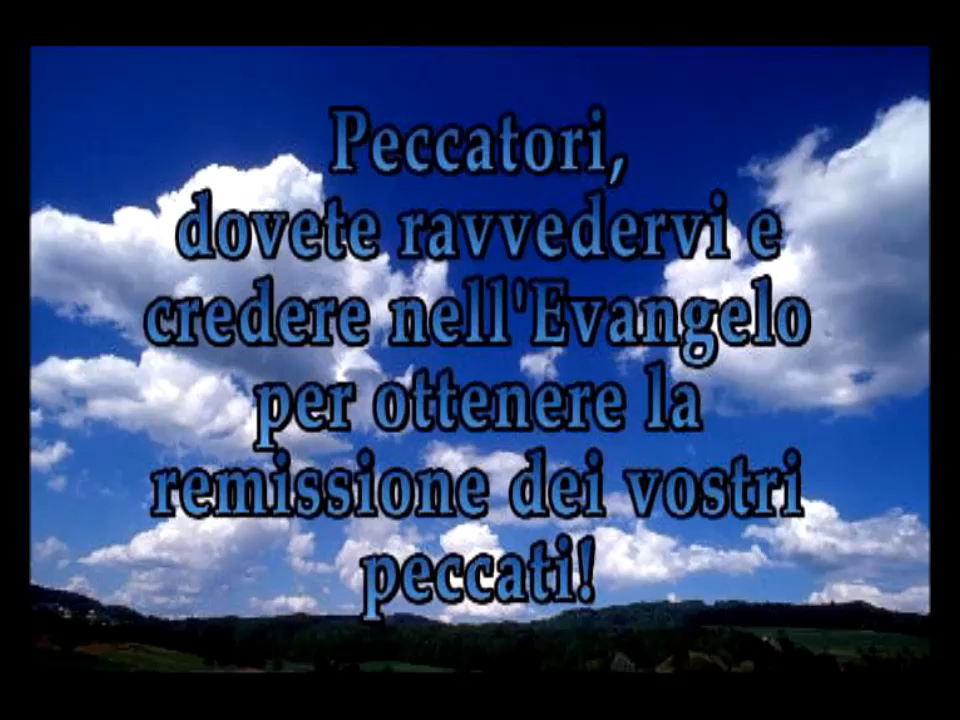 Peccatori,
dovete ravvedervi e
credere nell'Evangelo
per ottenere la
remissione dei vostri
peccati!